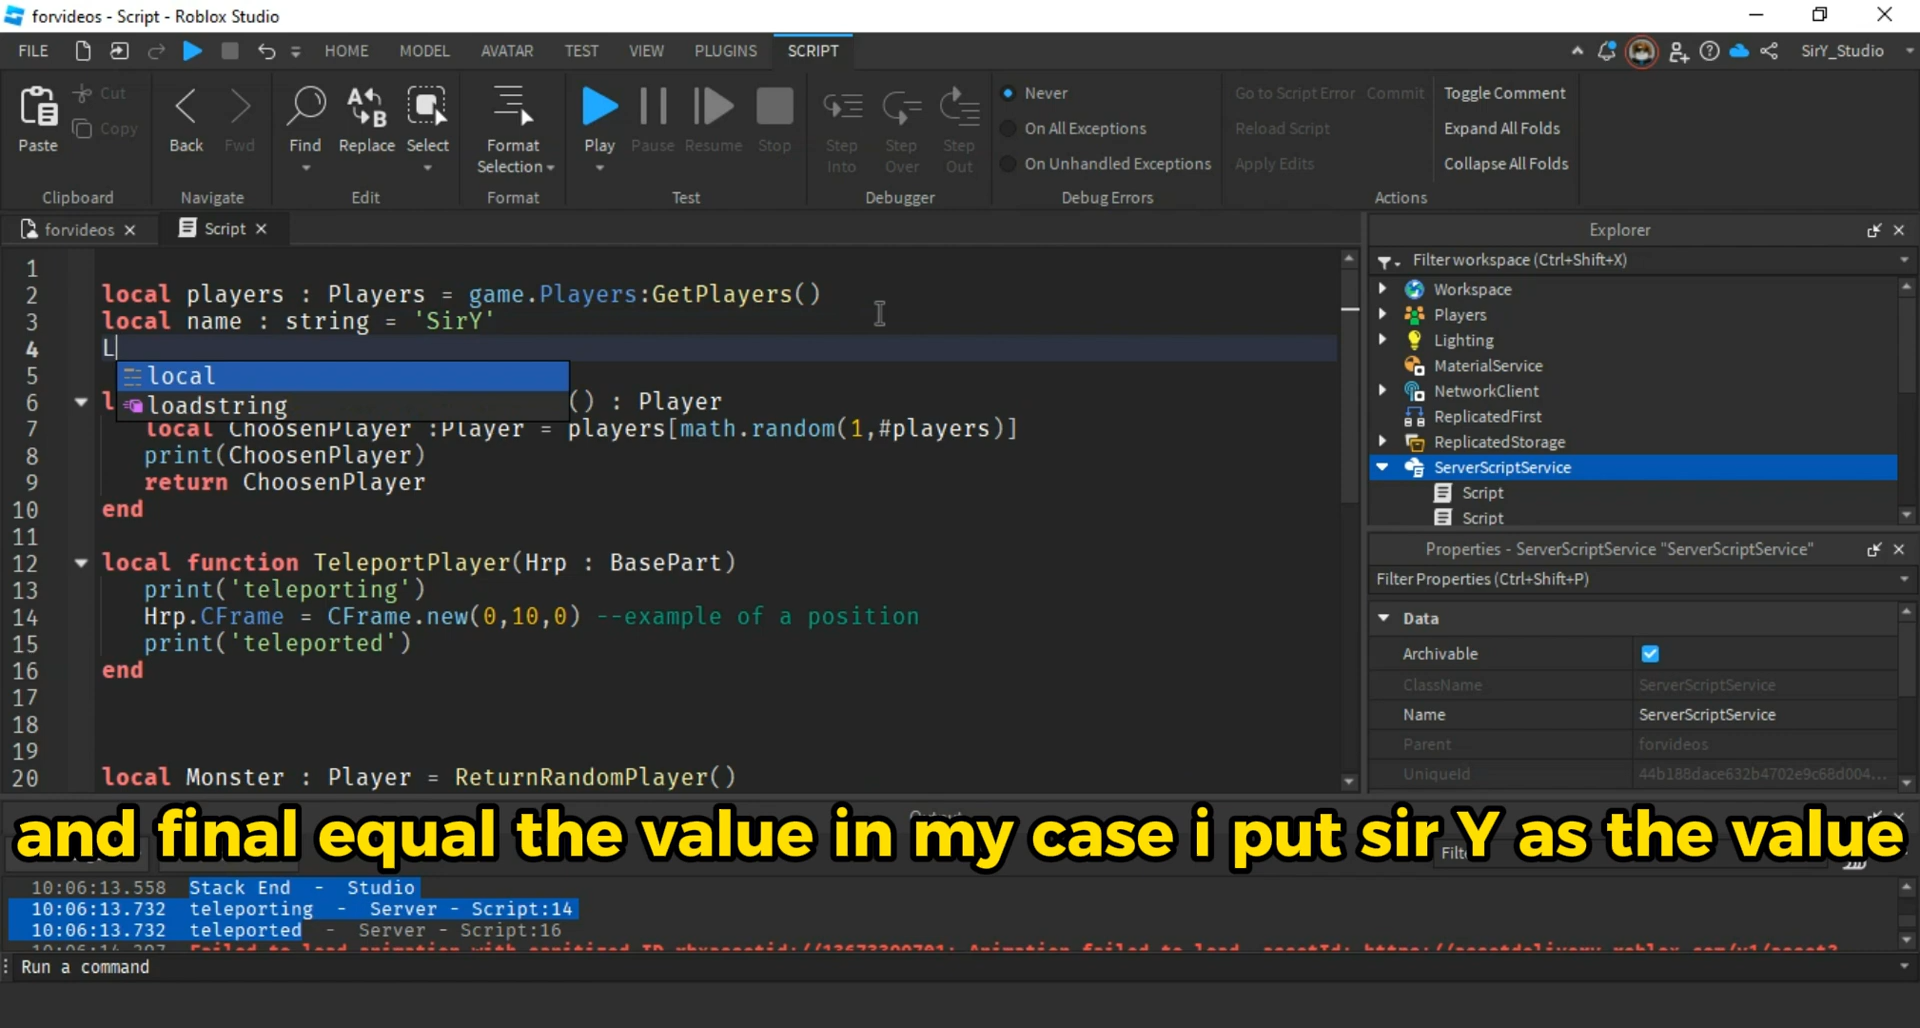 forvideos - Script - Roblox Studio
FILE HOME MODEL AVATAR TEST VIEW PLUGINS SCRIPT SirY_Studio
Paste Cut Copy
Clipboard
Back Fwd
Navigate
Find Replace Select
Edit
Format Selection
Format
Play Pause Resume Stop
Test
Step Into Step Over Step Out
Debugger
Never
On All Exceptions
On Unhandled Exceptions
Debug Errors
Go to Script Error Commit
Reload Script
Apply Edits
Toggle Comment
Expand All Folds
Collapse All Folds
Actions
forvideos Script
1
2 local players : Players = game.Players:GetPlayers()
3 local name : string = 'SirY'
4 L
local
loadstring
5
6 l () : Player
7 local ChoosenPlayer :Player = players[math.random(1,#players)]
8 print(ChoosenPlayer)
9 return ChoosenPlayer
10 end
11
12 local function TeleportPlayer(Hrp : BasePart)
13 print('teleporting')
14 Hrp.CFrame = CFrame.new(0,10,0) --example of a position
15 print('teleported')
16 end
17
18
19
20 local Monster : Player = ReturnRandomPlayer()
Explorer
Filter workspace (Ctrl+Shift+X)
Workspace
Players
Lighting
MaterialService
NetworkClient
ReplicatedFirst
ReplicatedStorage
ServerScriptService
Script
Script
Properties - ServerScriptService "ServerScriptService"
Filter Properties (Ctrl+Shift+P)
Data
Archivable
ClassName ServerScriptService
Name ServerScriptService
Parent forvideos
UniqueId 44b188dace632b4702e9c68d004...
and final equal the value in my case i put sir Y as the value
10:06:13.558 Stack End - Studio
10:06:13.732 teleporting - Server - Script:14
10:06:13.732 teleported - Server - Script:16
Run a command